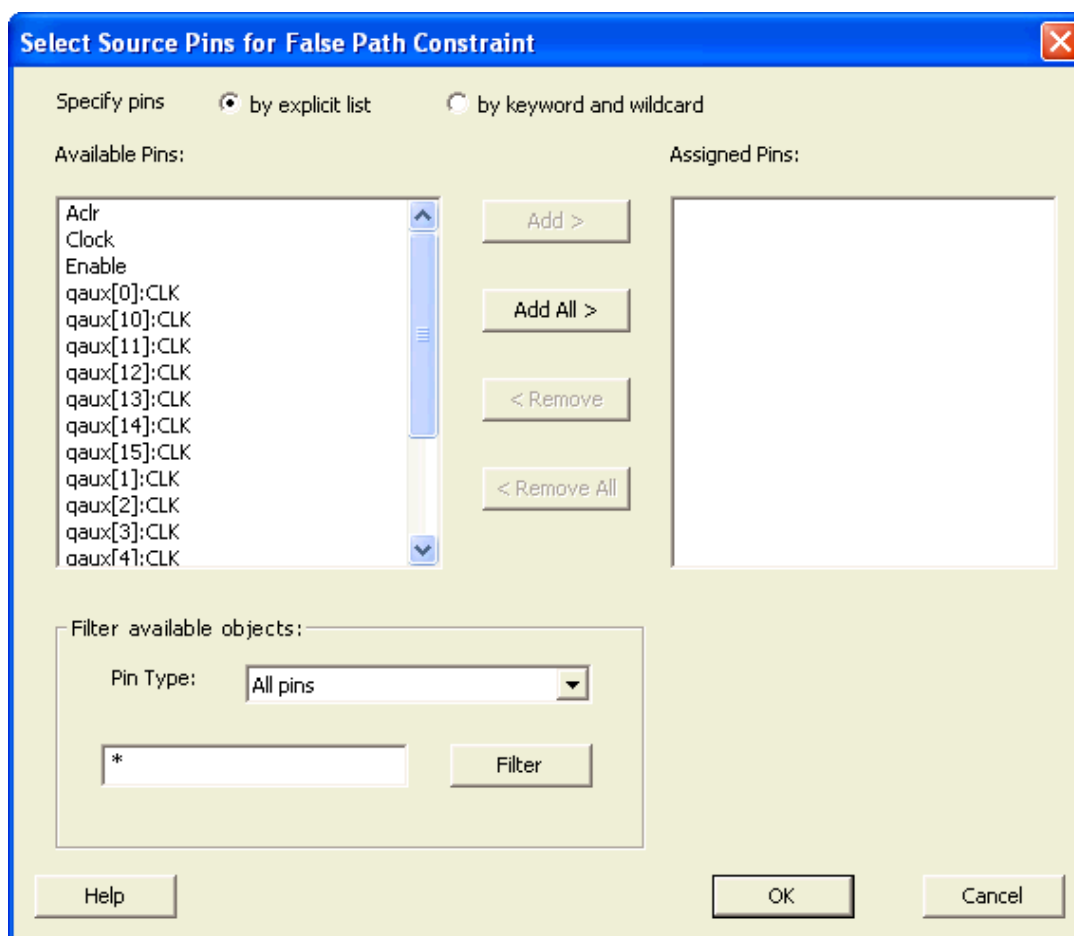 Select Source Pins for False Path Constraint
Specify pins by explicit list by keyword and wildcard
Available Pins: Assigned Pins:
Aclr
Clock
Enable
qaux[0]:CLK
qaux[10]:CLK
qaux[11]:CLK
qaux[12]:CLK
qaux[13]:CLK
qaux[14]:CLK
qaux[15]:CLK
qaux[1]:CLK
qaux[2]:CLK
qaux[3]:CLK
qaux[4]:CLK
Add >
Add All >
< Remove
< Remove All
Filter available objects:
Pin Type: All pins
* Filter
Help OK Cancel